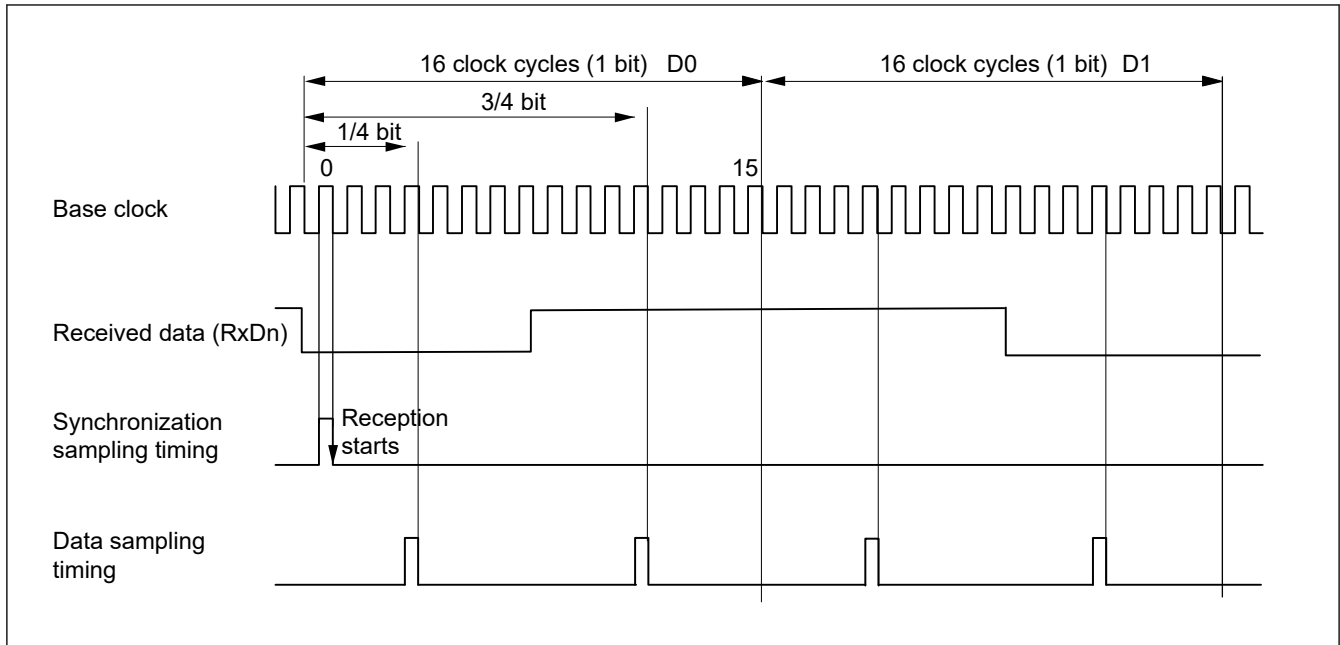 16 clock cycles (1 bit)   D0
16 clock cycles (1 bit)  D1
3/4 bit
1/4 bit
0
15
Base clock
Received data (RxDn)
Synchronization
sampling timing
Reception
starts
Data sampling
timing